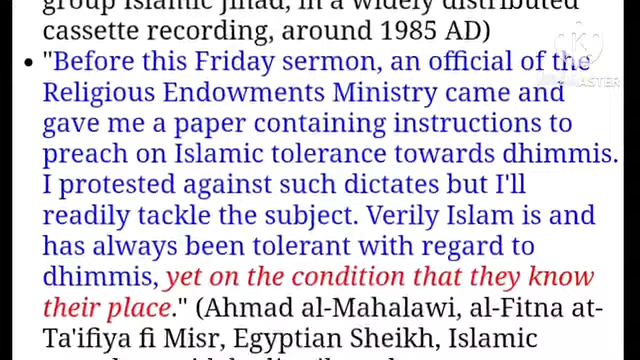 group Islamic Jihad, in a widely distributed
cassette recording, around 1985 AD)
• "Before this Friday sermon, an official of the
Religious Endowments Ministry came and
gave me a paper containing instructions to
preach on Islamic tolerance towards dhimmis.
I protested against such dictates but I'll
readily tackle the subject. Verily Islam is and
has always been tolerant with regard to
dhimmis, yet on the condition that they know
their place." (Ahmad al-Mahalawi, al-Fitna at-
Ta'ifiya fi Misr, Egyptian Sheikh, Islamic